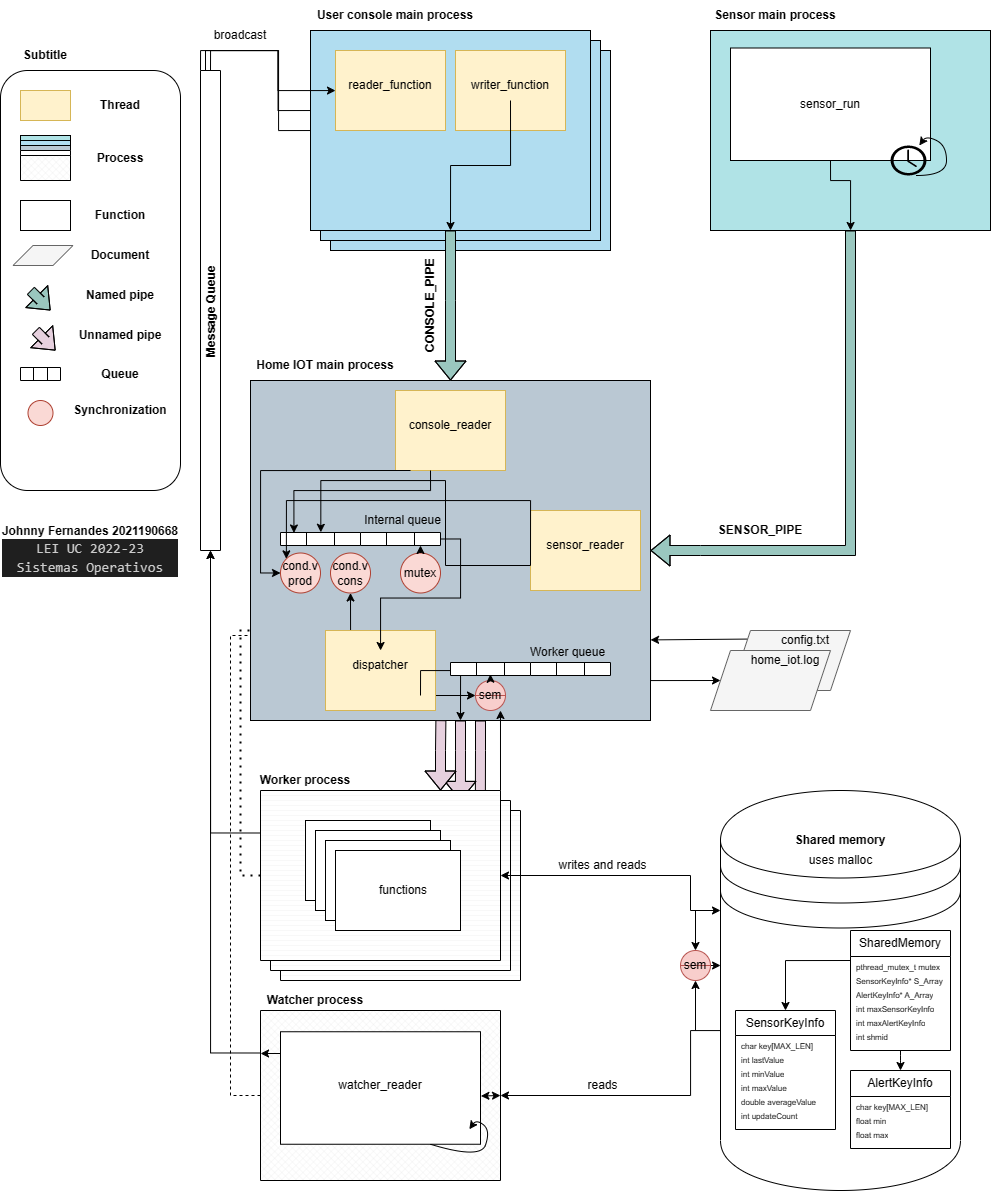 User console main process
Sensor main process
broadcast
Subtitle
Thread
Process
Function
Document
Named pipe
Unnamed pipe
Queue
Synchronization
Johnny Fernandes 2021190668
LEI UC 2022-23
Sistemas Operativos
Message Queue
reader_function
writer_function
sensor_run
CONSOLE_PIPE
SENSOR_PIPE
Home IOT main process
console_reader
Internal queue
sensor_reader
cond.v
prod
cond.v
cons
mutex
dispatcher
Worker queue
sem
config.txt
home_iot.log
Worker process
functions
writes and reads
sem
Watcher process
watcher_reader
reads
Shared memory
uses malloc
SharedMemory
pthread_mutex_t mutex
SensorKeyInfo* S_Array
AlertKeyInfo* A_Array
int maxSensorKeyInfo
int maxAlertKeyInfo
int shmid
SensorKeyInfo
char key[MAX_LEN]
int lastValue
int minValue
int maxValue
double averageValue
int updateCount
AlertKeyInfo
char key[MAX_LEN]
float min
float max